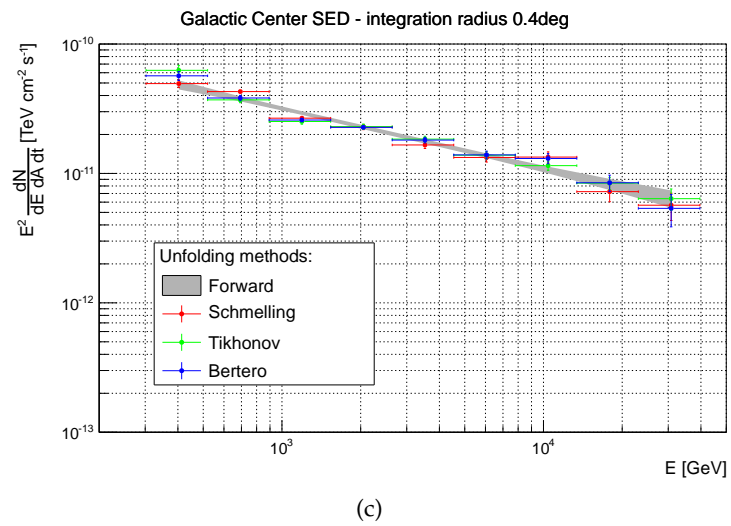 Galactic Center SED - integration radius 0.4deg
E² dN/dE dA dt [TeV cm⁻² s⁻¹]
10⁻¹⁰
10⁻¹¹
10⁻¹²
10⁻¹³
Unfolding methods:
Forward
Schmelling
Tikhonov
Bertero
10³
10⁴
E [GeV]
(c)